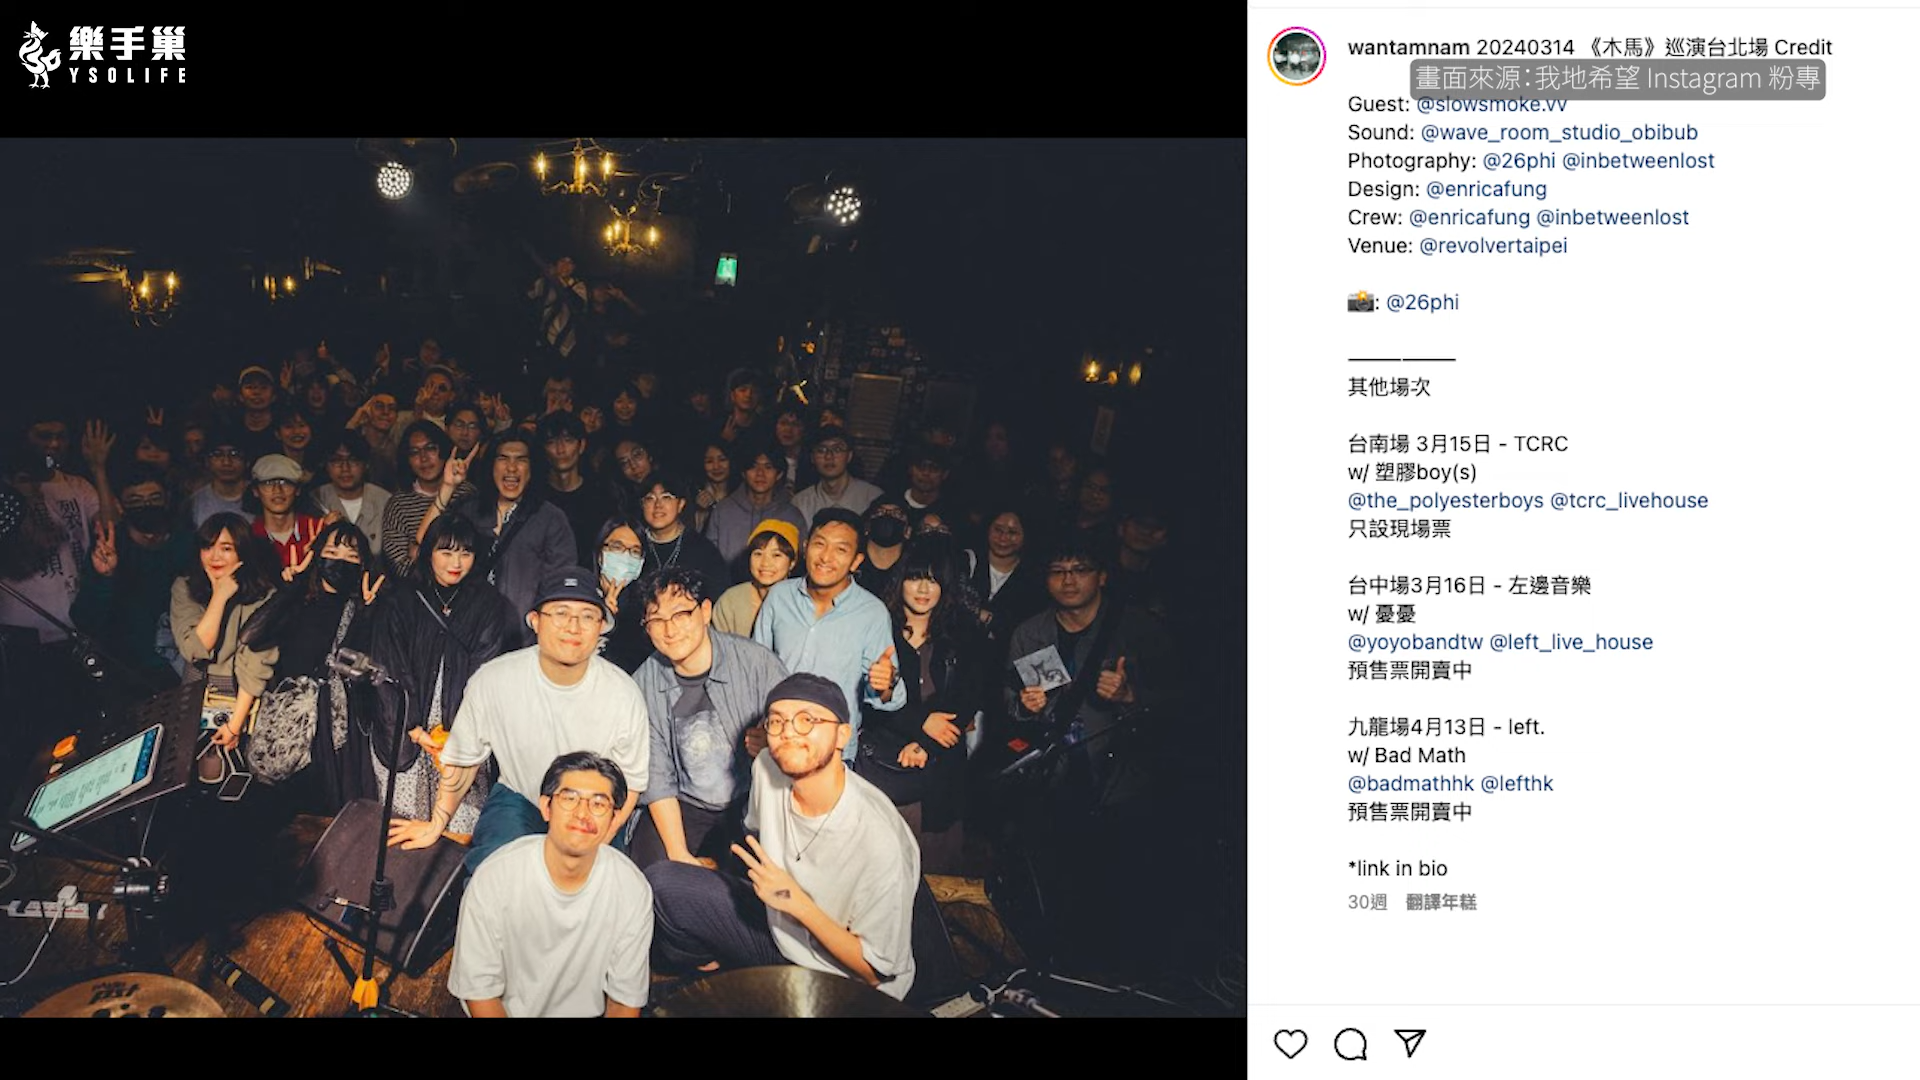 樂手巢
YSOLIFE
wantamnam 20240314 《木馬》巡演台北場 Credit
畫面來源:我地希望 Instagram 粉專
Guest: @slowsmoke.vv
Sound: @wave_room_studio_obibub
Photography: @26phi @inbetweenlost
Design: @enricafung
Crew: @enricafung @inbetweenlost
Venue: @revolvertaipei
📸: @26phi
其他場次
台南場 3月15日 - TCRC
w/ 塑膠boy(s)
@the_polyesterboys @tcrc_livehouse
只設現場票
台中場3月16日 - 左邊音樂
w/ 憂憂
@yoyobandtw @left_live_house
預售票開賣中
九龍場4月13日 - left.
w/ Bad Math
@badmathhk @lefthk
預售票開賣中
*link in bio
30週 翻譯年糕